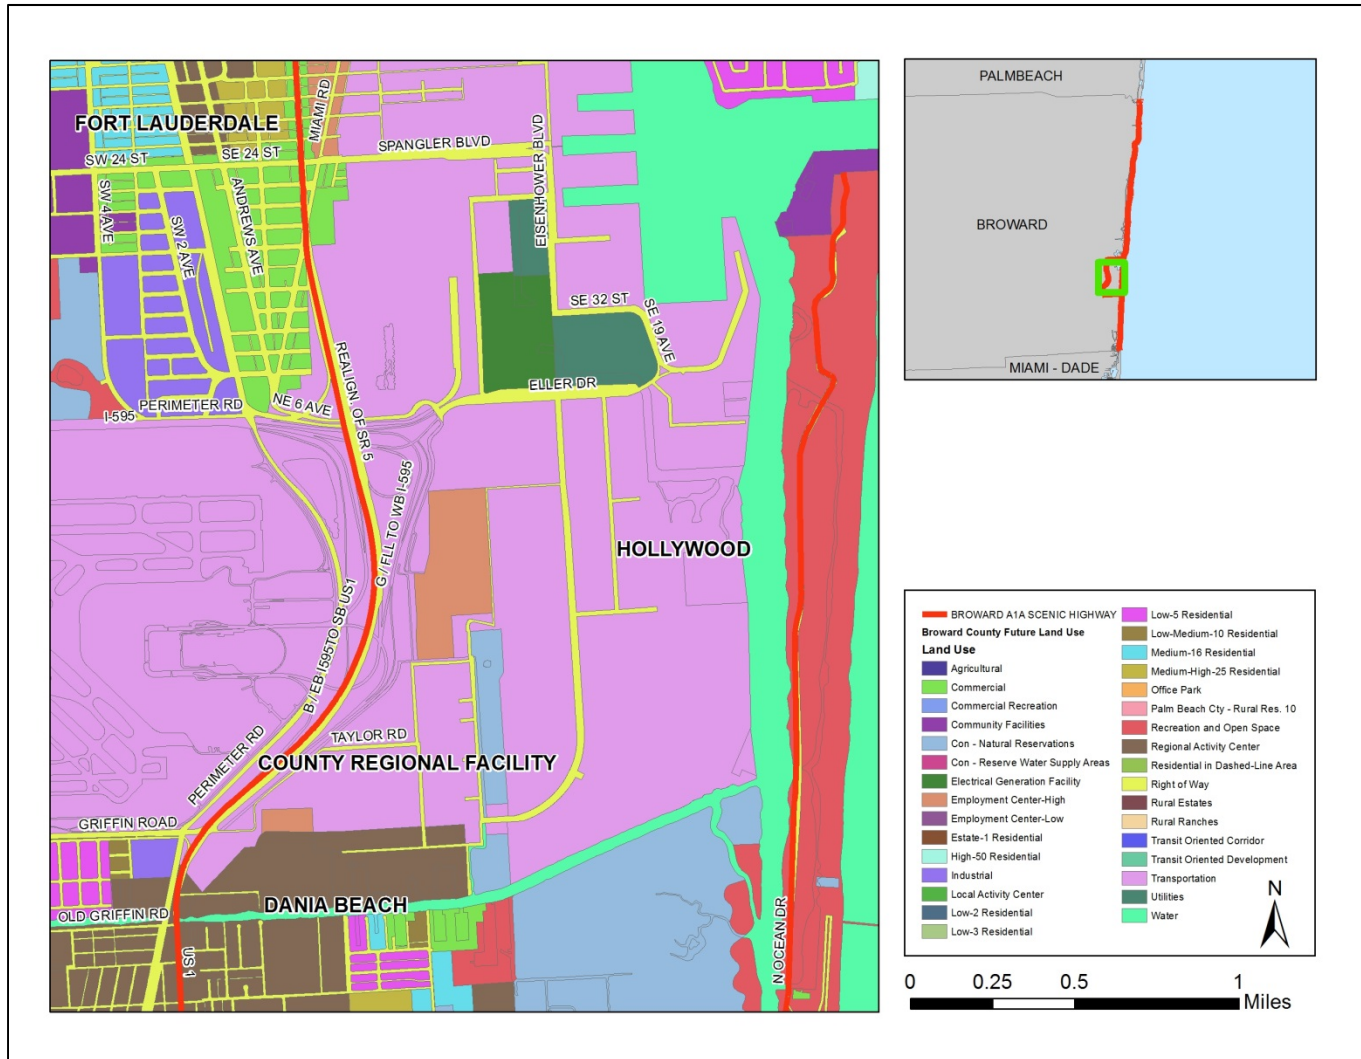 FORT LAUDERDALE
MIAMI RD
SW 24 ST
SE 24 ST
SPANGLER BLVD
EISENHOWER BLVD
SW 4 AVE
SW 2 AVE
ANDREWS AVE
SE 32 ST
SE 19 AVE
REALIGN. OF SR 5
ELLER DR
I-595
PERIMETER RD
NE 6 AVE
G / FLL TO WB I-595
HOLLYWOOD
B / EB I595 TO SB US1
PERIMETER RD
TAYLOR RD
COUNTY REGIONAL FACILITY
GRIFFIN ROAD
OLD GRIFFIN RD
DANIA BEACH
US 1
N OCEAN DR
PALMBEACH
BROWARD
MIAMI - DADE
BROWARD A1A SCENIC HIGHWAY
Broward County Future Land Use
Land Use
Agricultural
Commercial
Commercial Recreation
Community Facilities
Con - Natural Reservations
Con - Reserve Water Supply Areas
Electrical Generation Facility
Employment Center-High
Employment Center-Low
Estate-1 Residential
High-50 Residential
Industrial
Local Activity Center
Low-2 Residential
Low-3 Residential
Low-5 Residential
Low-Medium-10 Residential
Medium-16 Residential
Medium-High-25 Residential
Office Park
Palm Beach Cty - Rural Res. 10
Recreation and Open Space
Regional Activity Center
Residential in Dashed-Line Area
Right of Way
Rural Estates
Rural Ranches
Transit Oriented Corridor
Transit Oriented Development
Transportation
Utilities
Water
N
0 0.25 0.5 1
Miles